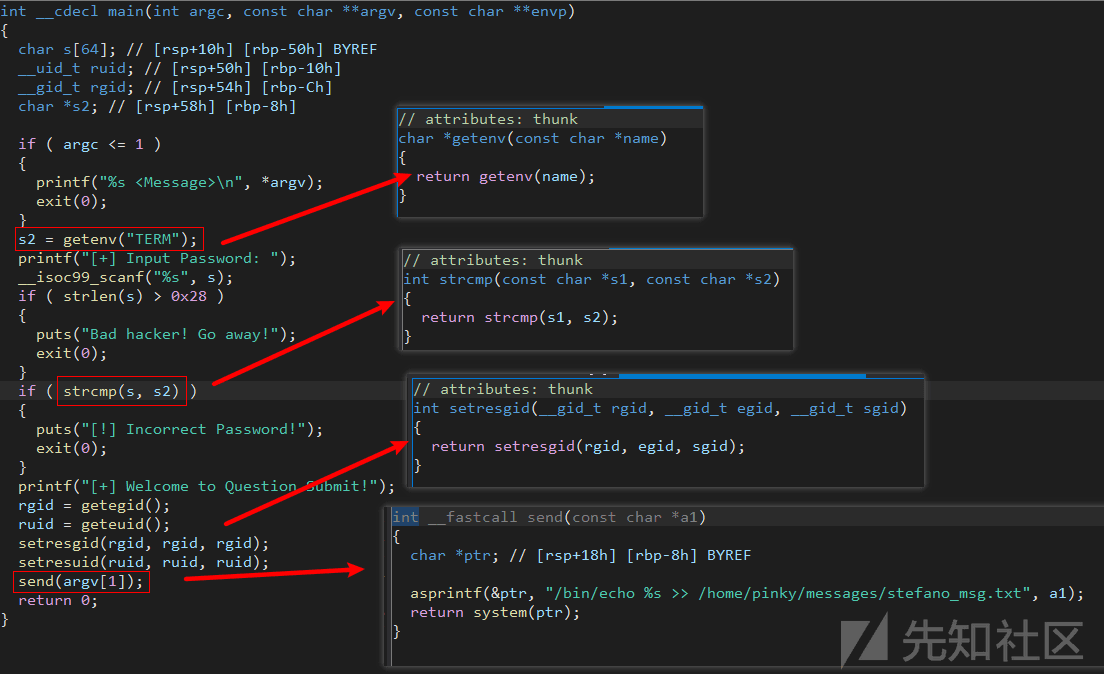 int __cdecl main(int argc, const char **argv, const char **envp)
{
char s[64]; // [rsp+10h] [rbp-50h] BYREF
__uid_t ruid; // [rsp+50h] [rbp-10h]
__gid_t rgid; // [rsp+54h] [rbp-Ch]
char *s2; // [rsp+58h] [rbp-8h]
if ( argc <= 1 )
{
printf("%s <Message>\n", *argv);
exit(0);
}
s2 = getenv("TERM");
printf("[+] Input Password: ");
__isoc99_scanf("%s", s);
if ( strlen(s) > 0x28 )
{
puts("Bad hacker! Go away!");
exit(0);
}
if ( strcmp(s, s2) )
{
puts("[!] Incorrect Password!");
exit(0);
}
printf("[+] Welcome to Question Submit!");
rgid = getegid();
ruid = geteuid();
setresgid(rgid, rgid, rgid);
setresuid(ruid, ruid, ruid);
send(argv[1]);
return 0;
}
// attributes: thunk
char *getenv(const char *name)
{
return getenv(name);
}
// attributes: thunk
int strcmp(const char *s1, const char *s2)
{
return strcmp(s1, s2);
}
// attributes: thunk
int setresgid(__gid_t rgid, __gid_t egid, __gid_t sgid)
{
return setresgid(rgid, egid, sgid);
}
int __fastcall send(const char *a1)
{
char *ptr; // [rsp+18h] [rbp-8h] BYREF
asprintf(&ptr, "/bin/echo %s >> /home/pinky/messages/stefano_msg.txt", a1);
return system(ptr);
}
先知社区